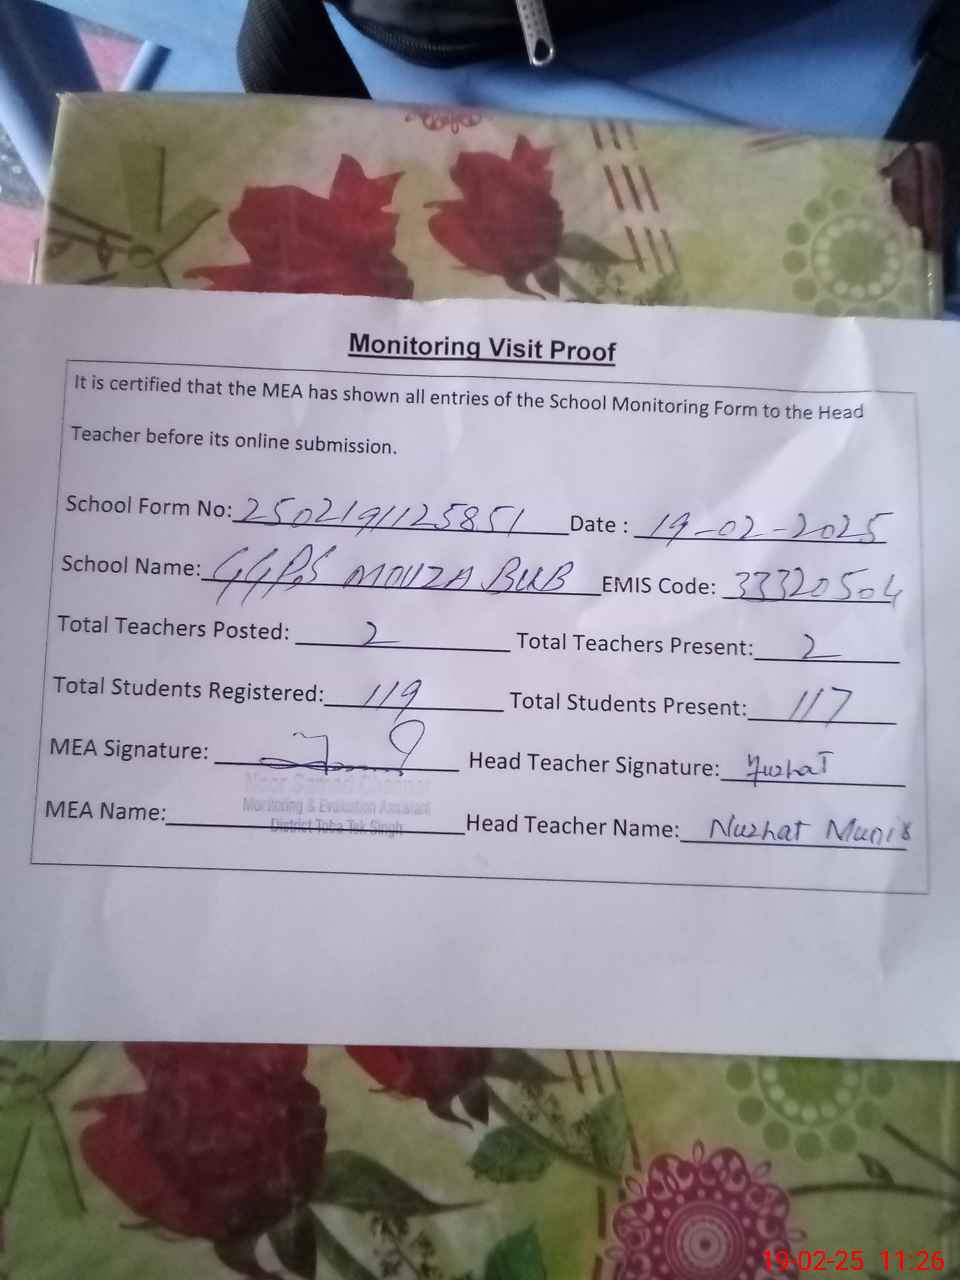 Monitoring Visit Proof
It is certified that the MEA has shown all entries of the School Monitoring Form to the Head
Teacher before its online submission.
School Form No: 2502191125851 Date : 19-02-2025
School Name: GGPS MOUZA BUB EMIS Code: 33320504
Total Teachers Posted: 2 Total Teachers Present: 2
Total Students Registered: 119 Total Students Present: 117
MEA Signature: Head Teacher Signature: Nuzhat
Monitoring & Evaluation Assistant
District Toba Tek Singh
MEA Name: Head Teacher Name: Nuzhat Munir
19-02-25 11:26